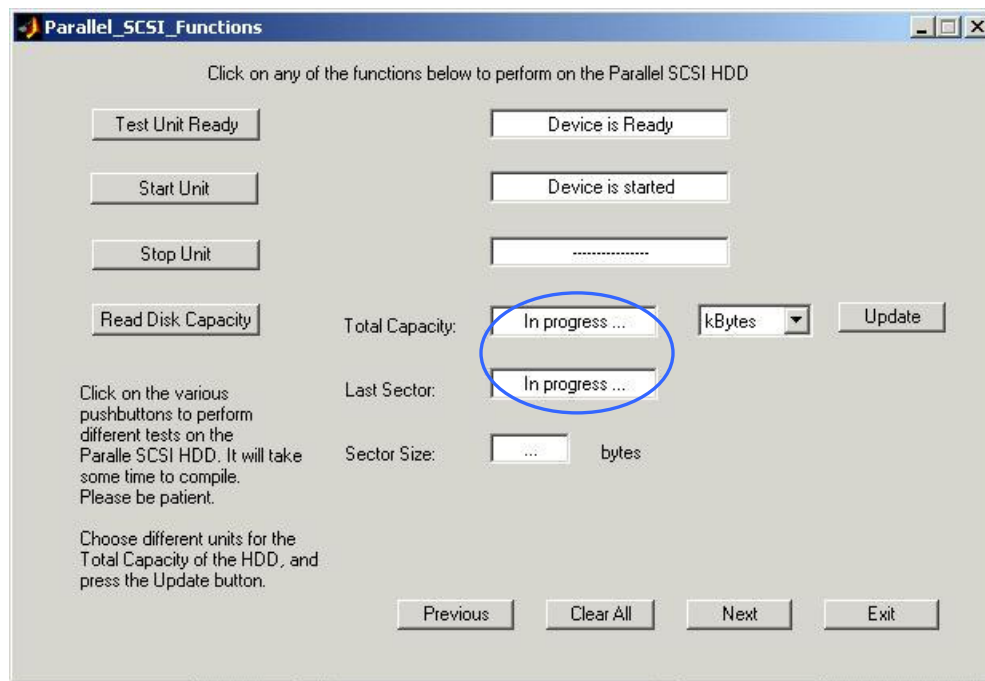 Parallel_SCSI_Functions
Click on any of the functions below to perform on the Parallel SCSI HDD
Test Unit Ready
Device is Ready
Start Unit
Device is started
Stop Unit
---------------
Read Disk Capacity
Total Capacity:
In progress ...
kBytes
Update
Last Sector:
In progress ...
Sector Size:
...
bytes
Click on the various
pushbuttons to perform
different tests on the
Paralle SCSI HDD. It will take
some time to compile.
Please be patient.
Choose different units for the
Total Capacity of the HDD, and
press the Update button.
Previous
Clear All
Next
Exit